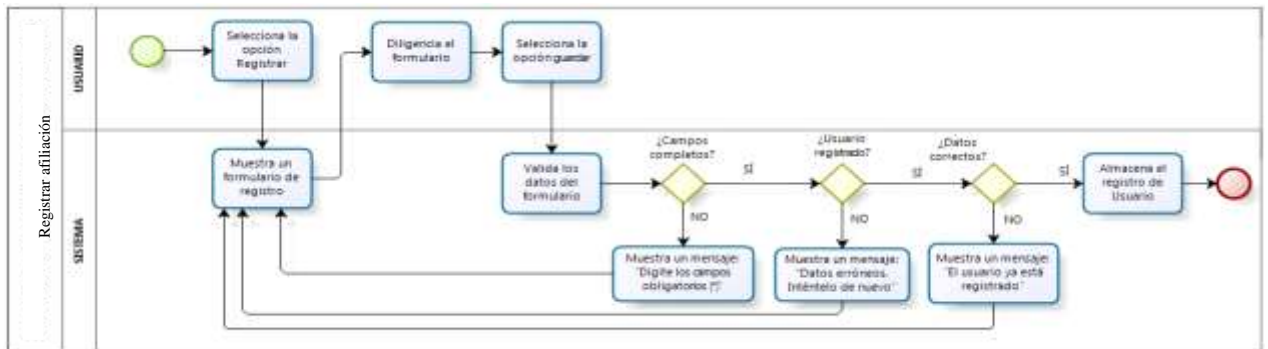 Registrar afiliación
USUARIO
Selecciona la
opción
Registrar
Diligencia el
formulario
Selecciona la
opción guardar
SISTEMA
Muestra un
formulario de
registro
Valida los
datos del
formulario
¿Campos
completos?
SÍ
NO
Muestra un mensaje:
"Digite los campos
obligatorios (*)"
¿Usuario
registrado?
SÍ
NO
Muestra un mensaje:
"Datos erróneos.
Inténtelo de nuevo"
¿Datos
correctos?
SÍ
NO
Muestra un mensaje:
"El usuario ya está
registrado"
Almacena el
registro de
Usuario